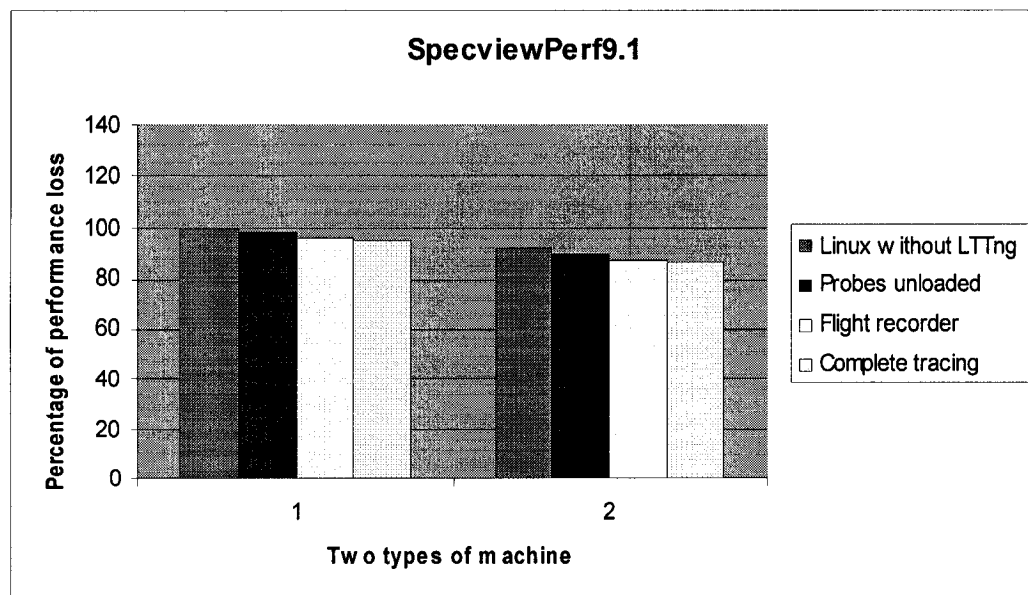 SpecviewPerf9.1
Percentage of performance loss
140
120
100
80
60
40
20
0
1
2
Two types of machine
Linux without LTTng
Probes unloaded
Flight recorder
Complete tracing